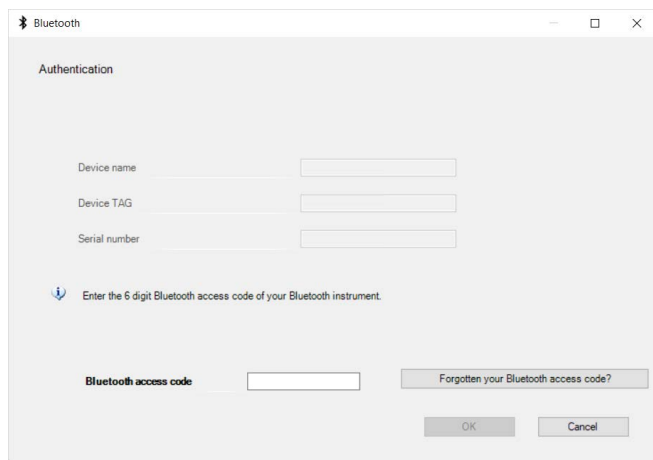 Bluetooth
Authentication
Device name
Device TAG
Serial number
Enter the 6 digit Bluetooth access code of your Bluetooth instrument.
Bluetooth access code
Forgotten your Bluetooth access code?
OK
Cancel